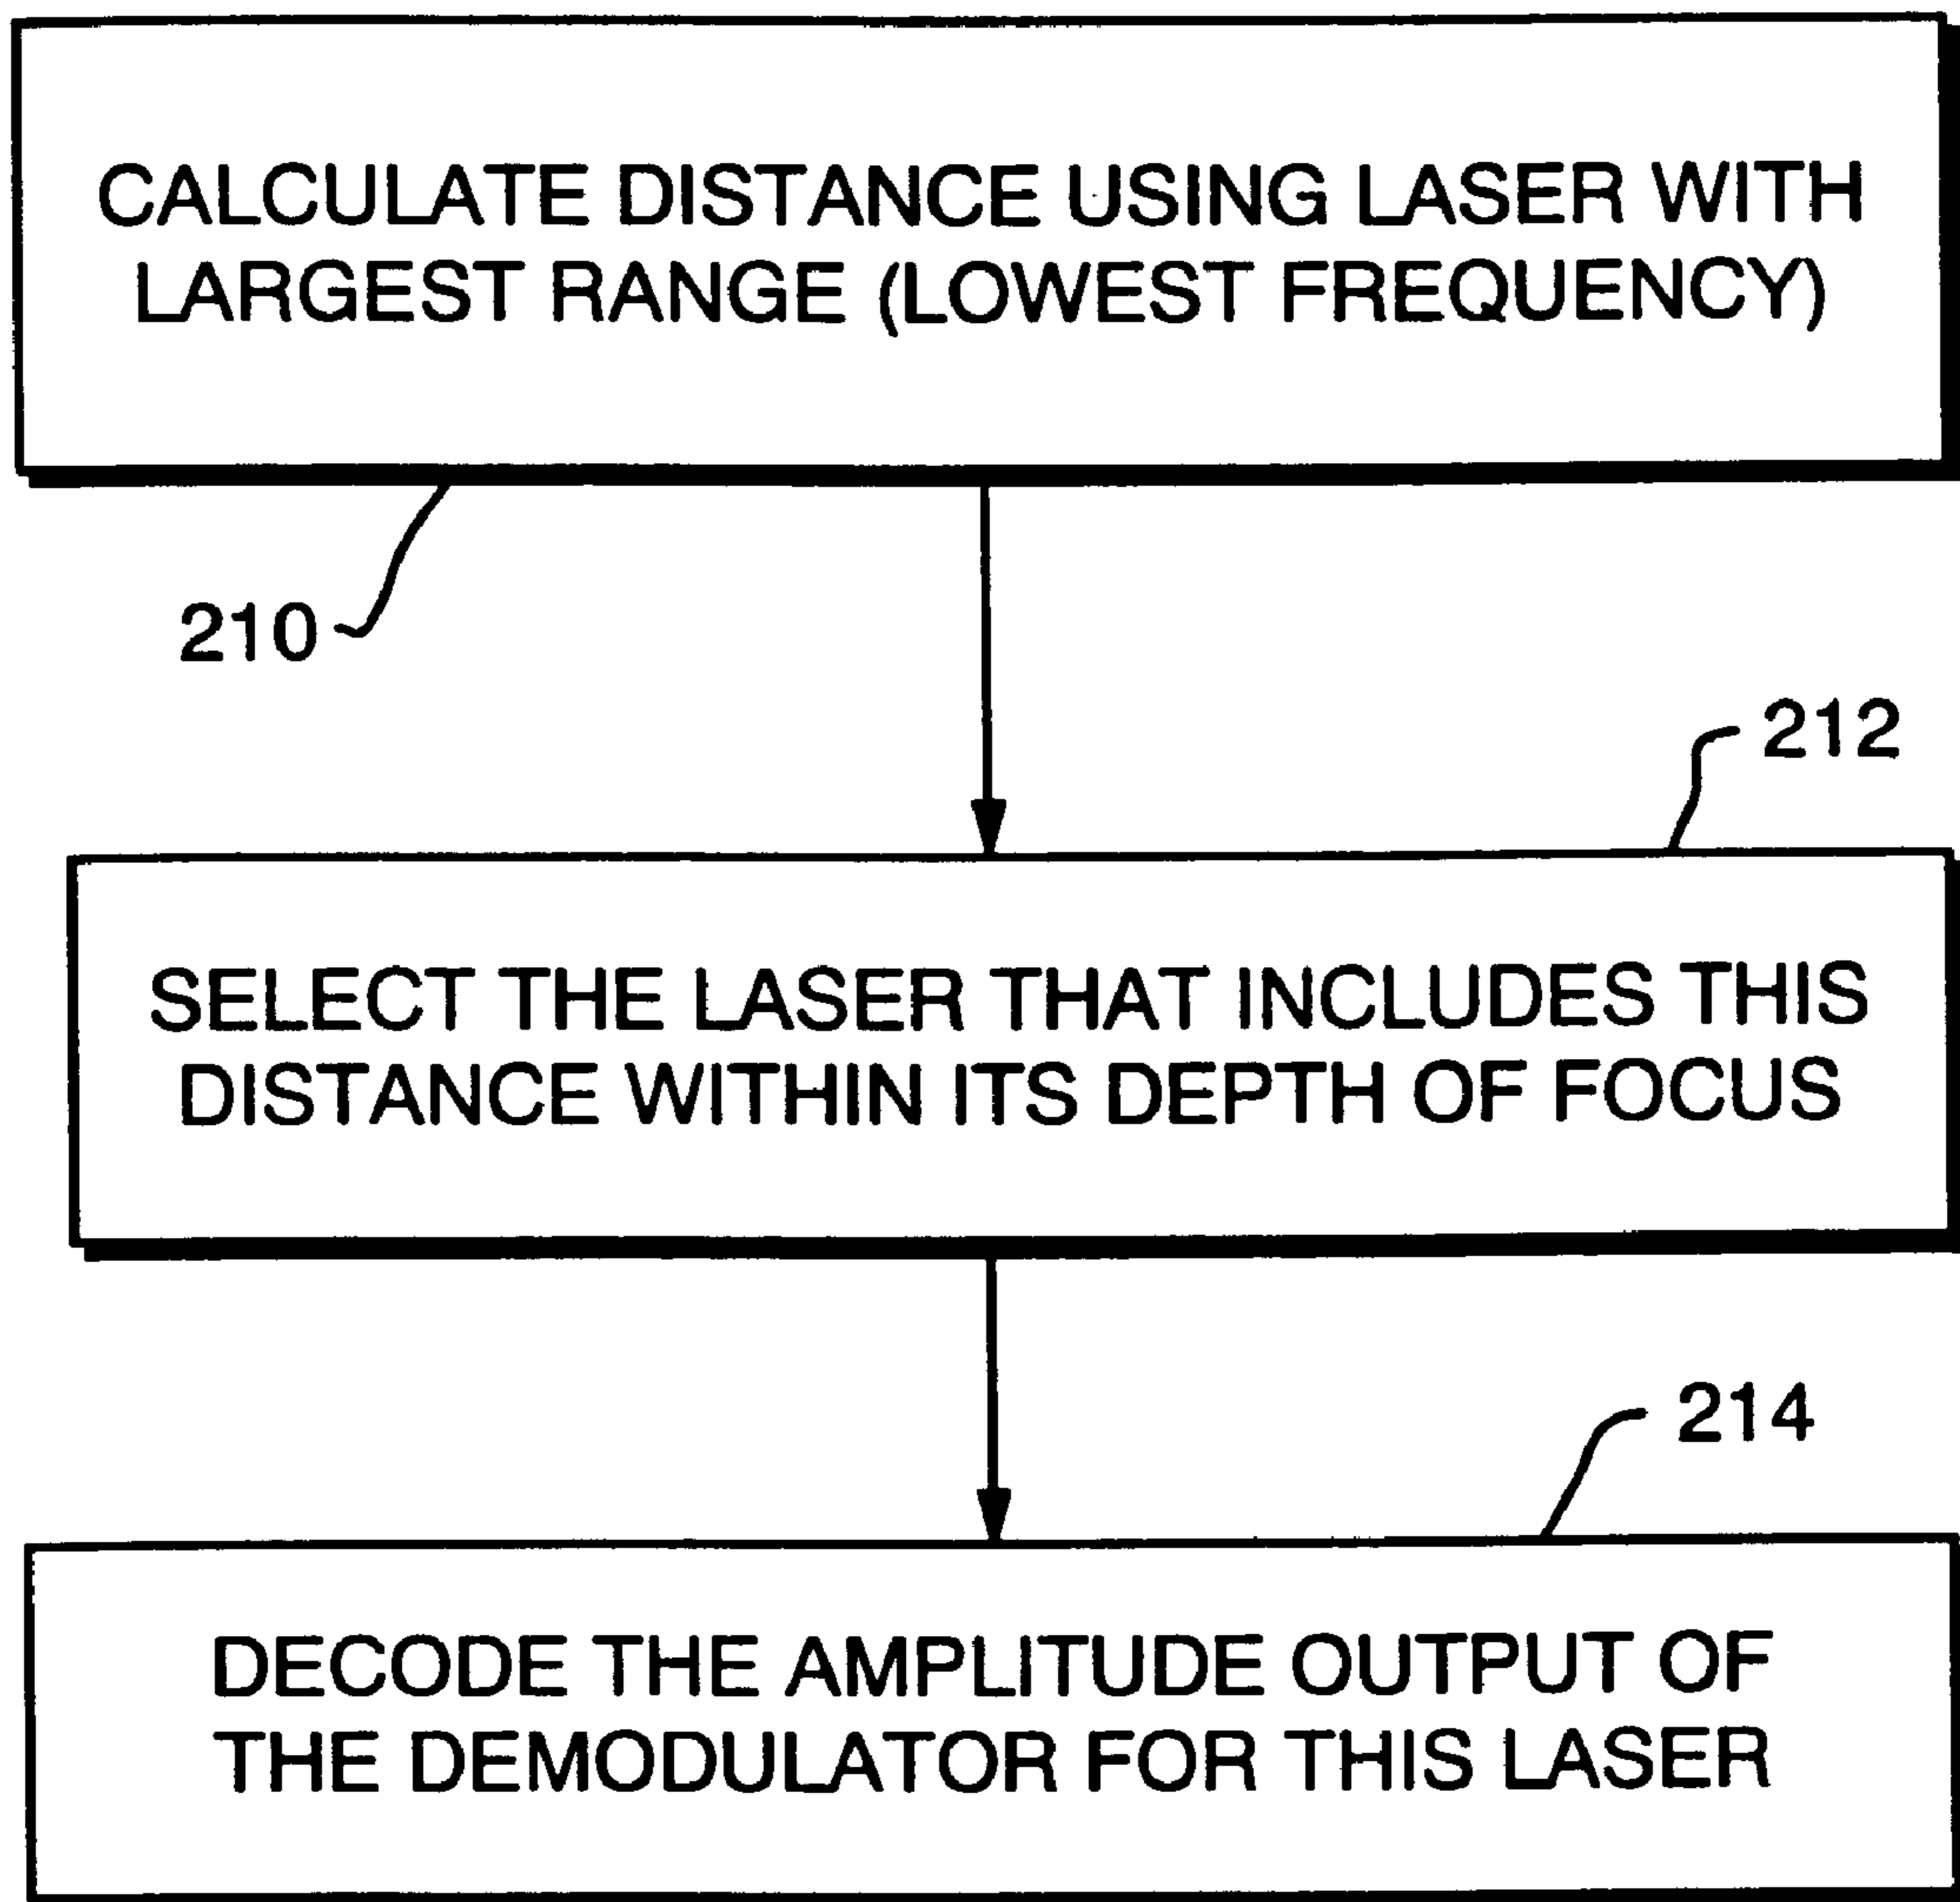 CALCULATE DISTANCE USING LASER WITH
LARGEST RANGE (LOWEST FREQUENCY)
210
212
SELECT THE LASER THAT INCLUDES THIS
DISTANCE WITHIN ITS DEPTH OF FOCUS
214
DECODE THE AMPLITUDE OUTPUT OF
THE DEMODULATOR FOR THIS LASER